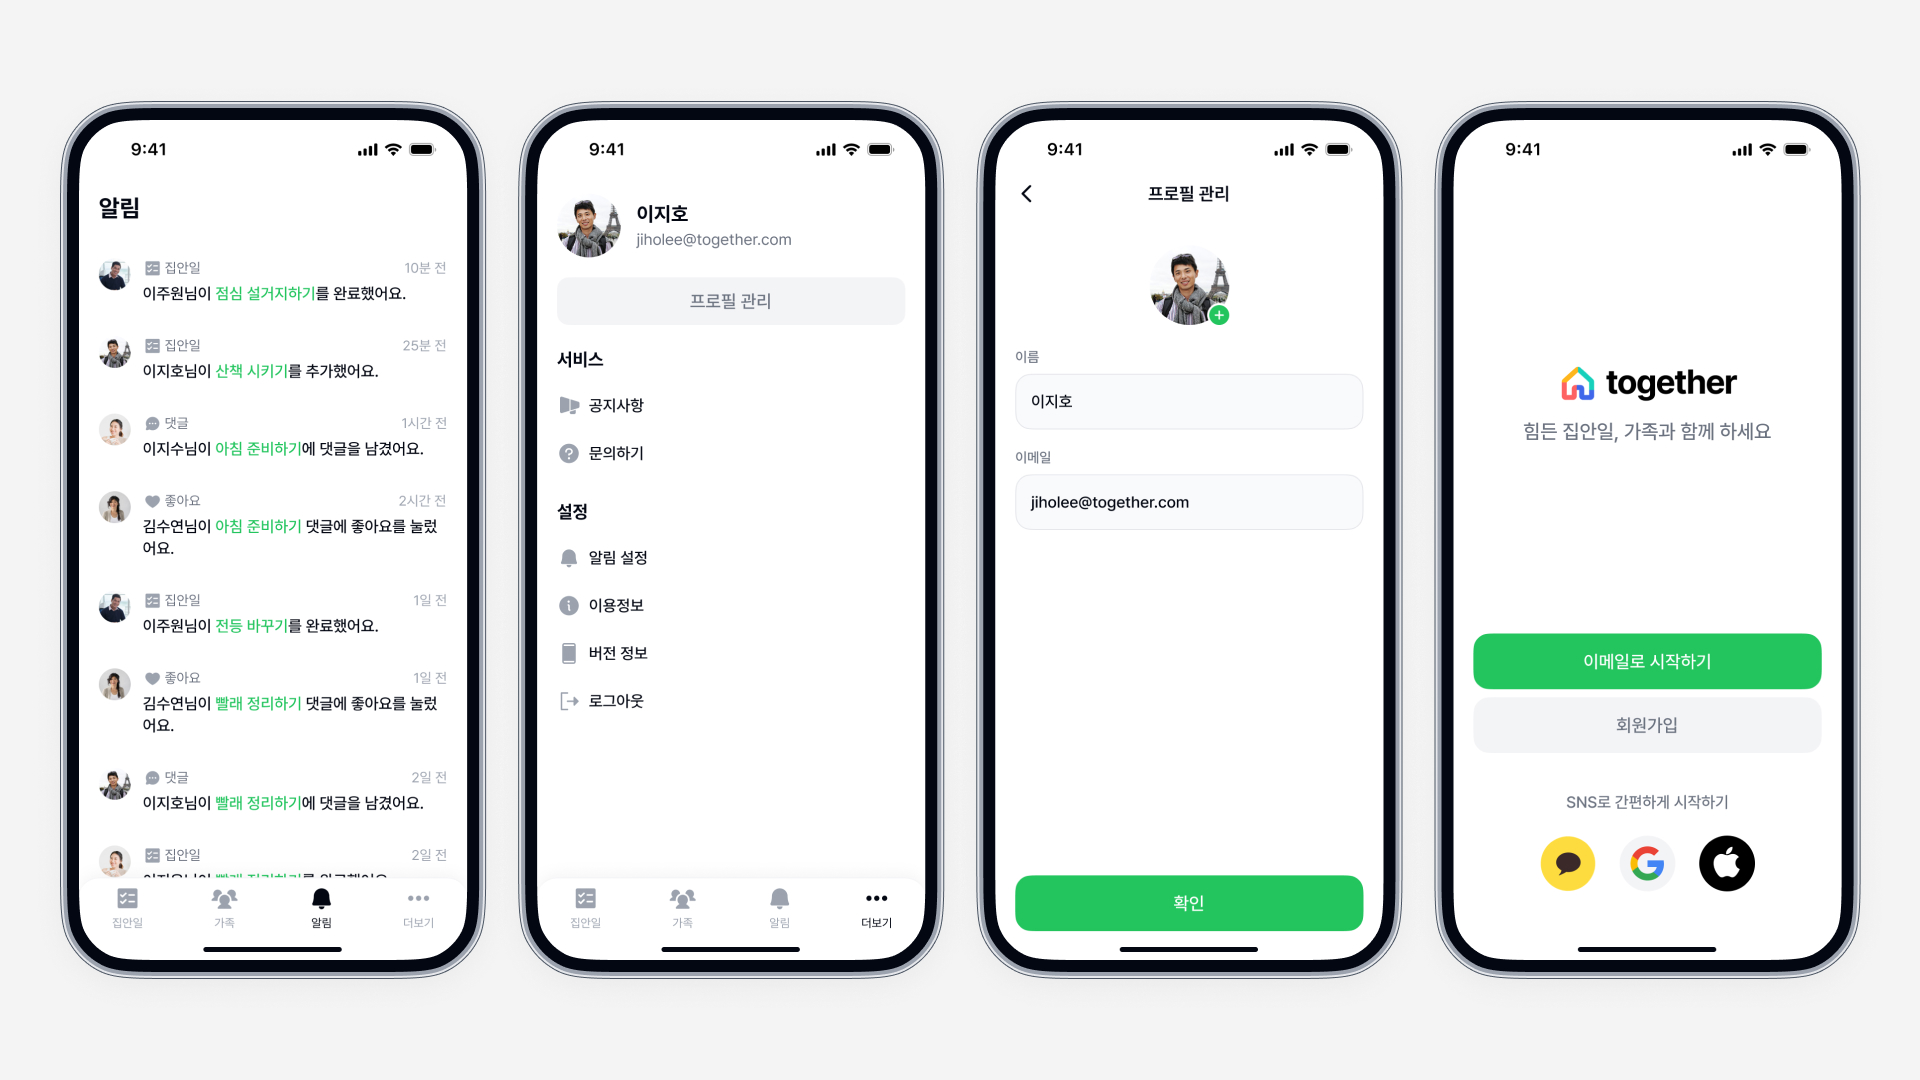 9:41
알림
집안일
10분 전
이주원님이 점심 설거지하기를 완료했어요.
집안일
25분 전
이지호님이 산책 시키기를 추가했어요.
댓글
1시간 전
이지수님이 아침 준비하기에 댓글을 남겼어요.
좋아요
2시간 전
김수연님이 아침 준비하기 댓글에 좋아요를 눌렀
어요.
집안일
1일 전
이주원님이 전등 바꾸기를 완료했어요.
좋아요
1일 전
김수연님이 빨래 정리하기 댓글에 좋아요를 눌렀
어요.
댓글
2일 전
이지호님이 빨래 정리하기에 댓글을 남겼어요.
집안일
2일 전
집안일
가족
알림
더보기
9:41
이지호
jiholee@together.com
프로필 관리
서비스
공지사항
문의하기
설정
알림 설정
이용정보
버전 정보
로그아웃
집안일
가족
알림
더보기
9:41
프로필 관리
이름
이지호
이메일
jiholee@together.com
확인
9:41
together
힘든 집안일, 가족과 함께 하세요
이메일로 시작하기
회원가입
SNS로 간편하게 시작하기